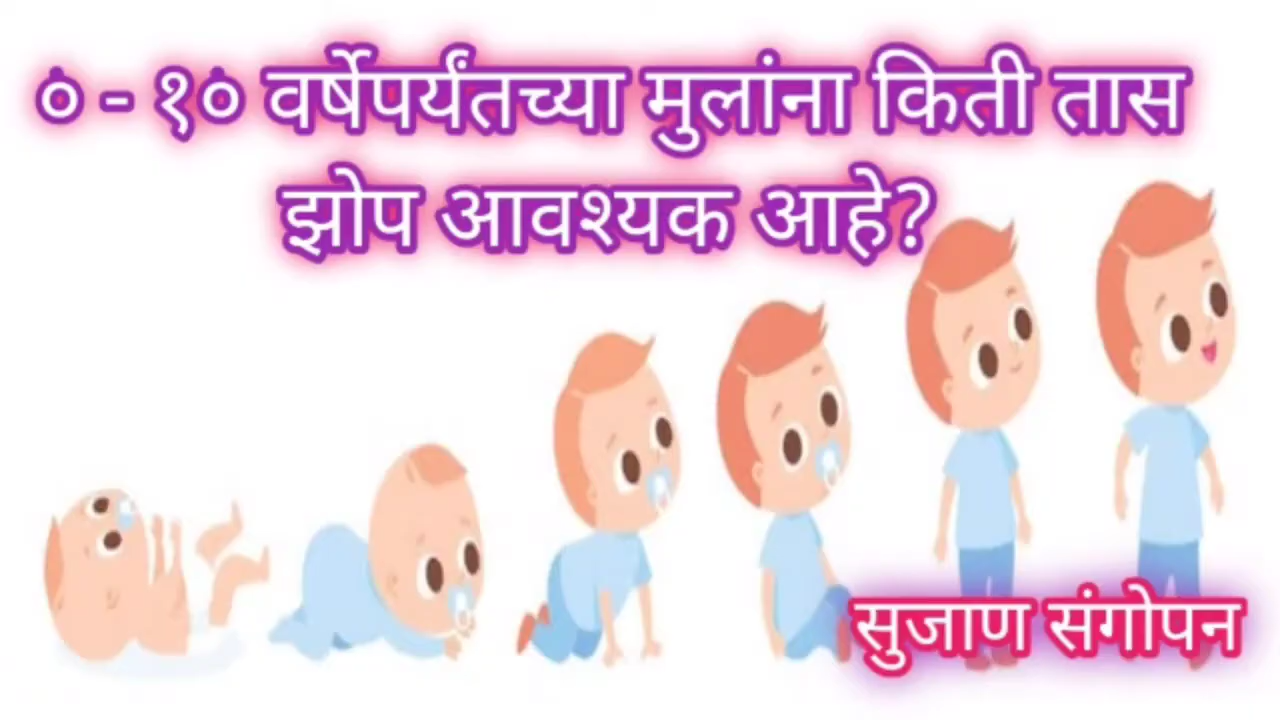 ० - १० वर्षेपर्यंतच्या मुलांना किती तास
झोप आवश्यक आहे?
सुजाण संगोपन